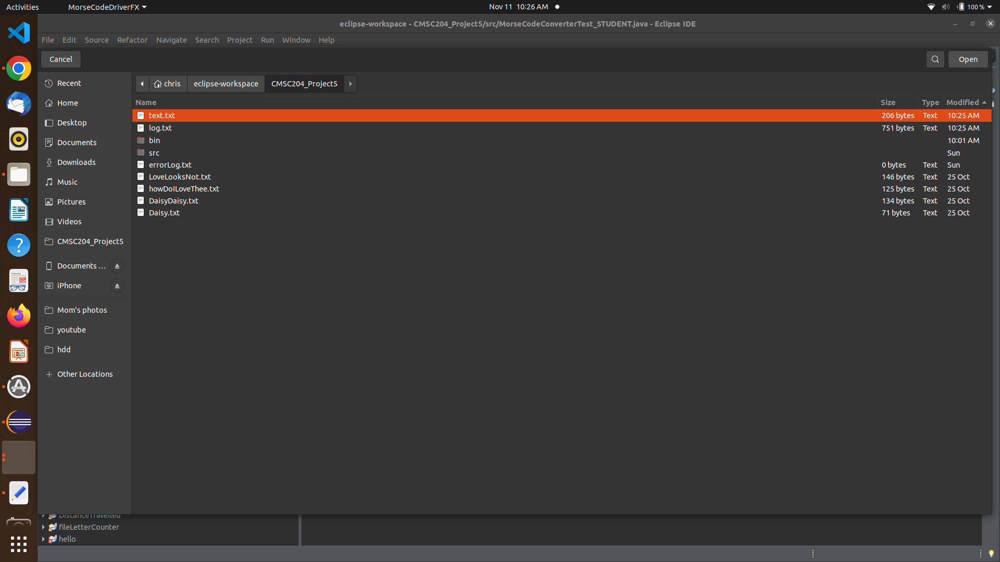 Activities MorseCodeDriverFX Nov 11 10:26 AM 100 %
eclipse-workspace - CMSC204_Project5/src/MorseCodeConverterTest_STUDENT.java - Eclipse IDE
File Edit Source Refactor Navigate Search Project Run Window Help
Cancel Open
Recent
Home
Desktop
Documents
Downloads
Music
Pictures
Videos
CMSC204_Project5
Documents ...
iPhone
Mom's photos
youtube
hdd
Other Locations
chris eclipse-workspace CMSC204_Project5
Name Size Type Modified
text.txt 206 bytes Text 10:25 AM
log.txt 751 bytes Text 10:25 AM
bin 10:01 AM
src Sun
errorLog.txt 0 bytes Text Sun
LoveLooksNot.txt 146 bytes Text 25 Oct
howDoILoveThee.txt 125 bytes Text 25 Oct
DaisyDaisy.txt 134 bytes Text 25 Oct
Daisy.txt 71 bytes Text 25 Oct
DistanceTravelled
fileLetterCounter
hello